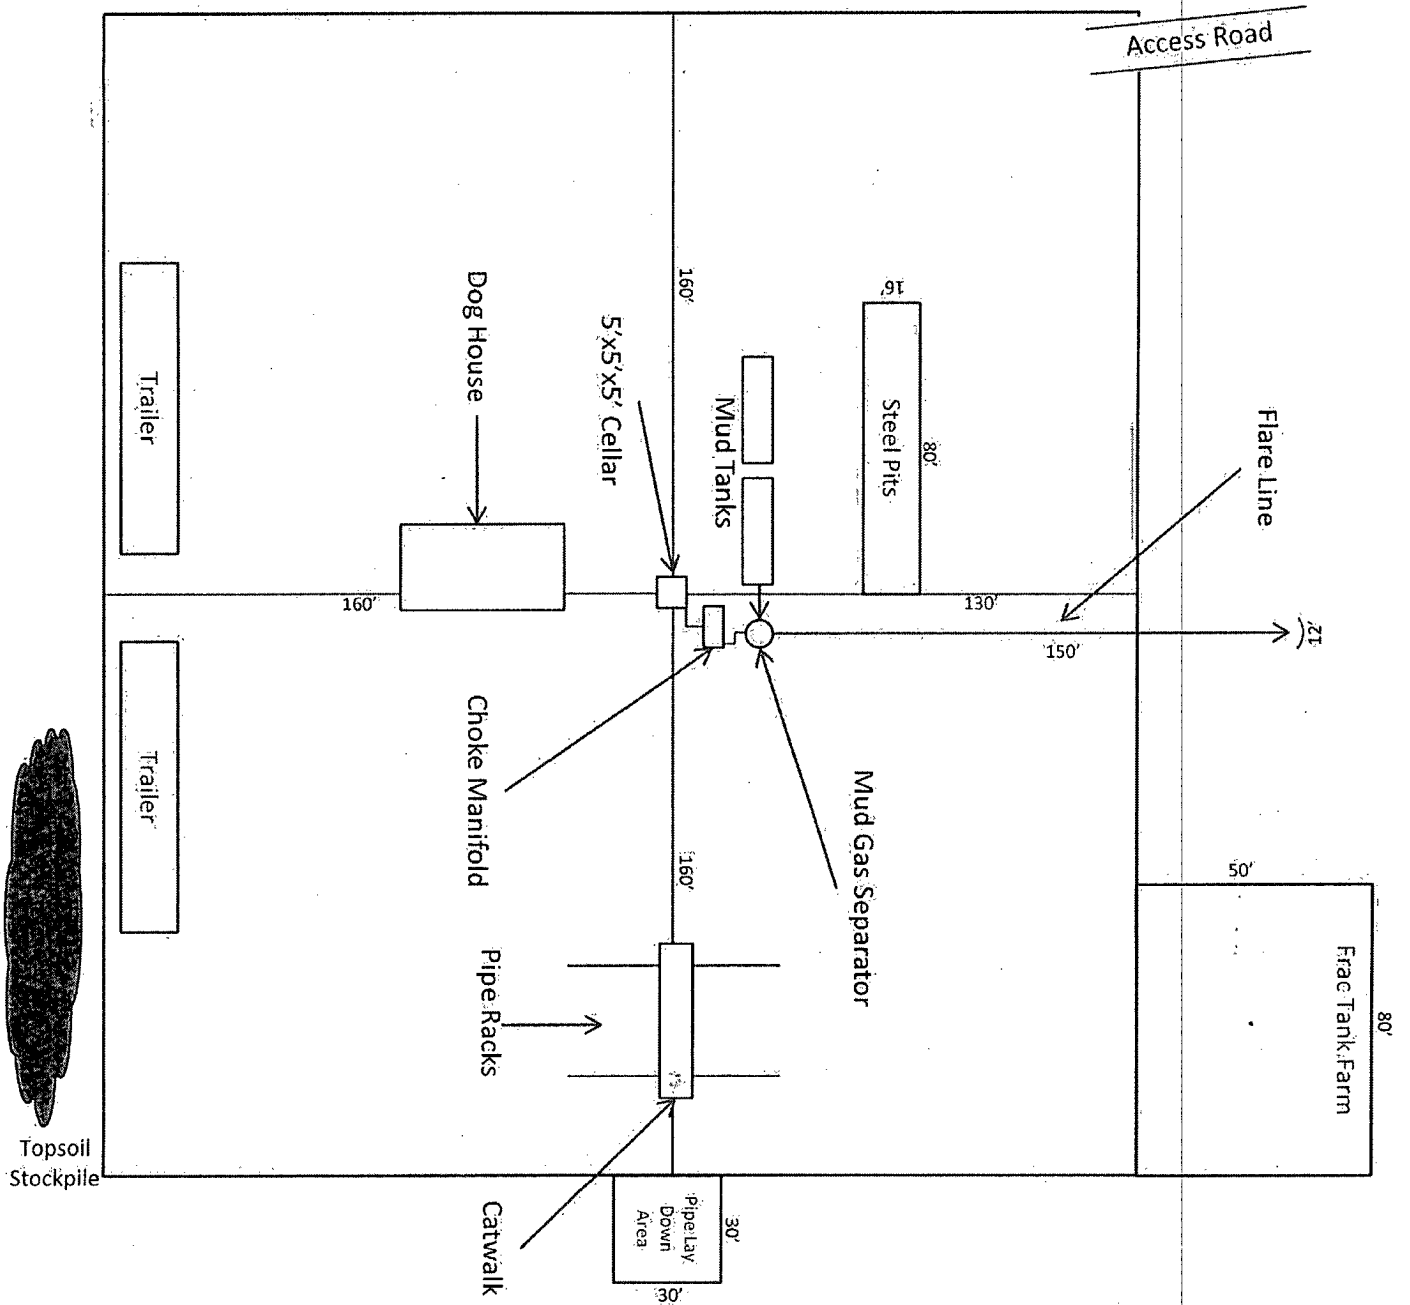 Access Road
160'
Dog House
5'x5'x5' Cellar
Mud Tanks
16'
Steel Pits
80'
Flare Line
Trailer
160'
130'
150'
12'
Trailer
Choke Manifold
160'
Mud Gas Separator
50'
Frac Tank Farm
80'
Pipe Racks
Topsoil
Stockpile
Catwalk
Pipe Lay
Down
Area
30'
30'